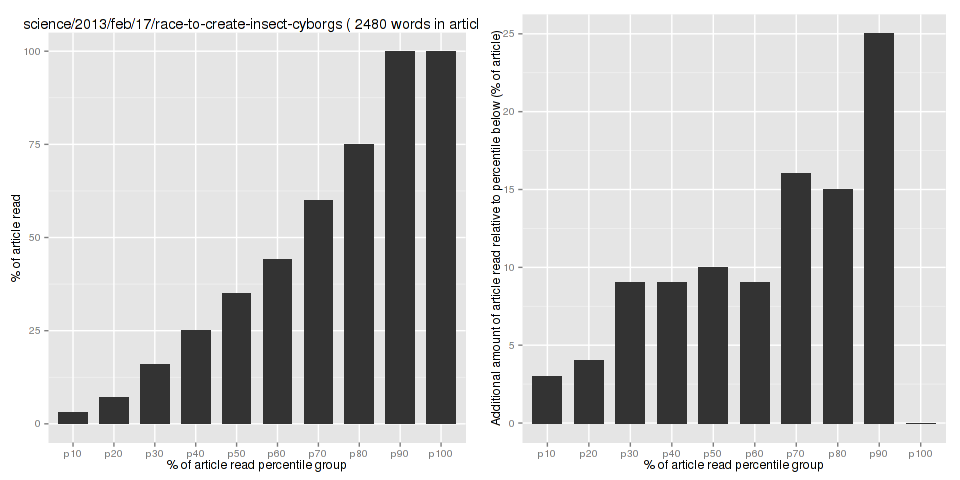 science/2013/feb/17/race-to-create-insect-cyborgs ( 2480 words in articl
100
75
50
25
0
% of article read
p10 p20 p30 p40 p50 p60 p70 p80 p90 p100
% of article read percentile group
25
20
15
10
5
0
Additional amount of article read relative to percentile below (% of article)
p10 p20 p30 p40 p50 p60 p70 p80 p90 p100
% of article read percentile group